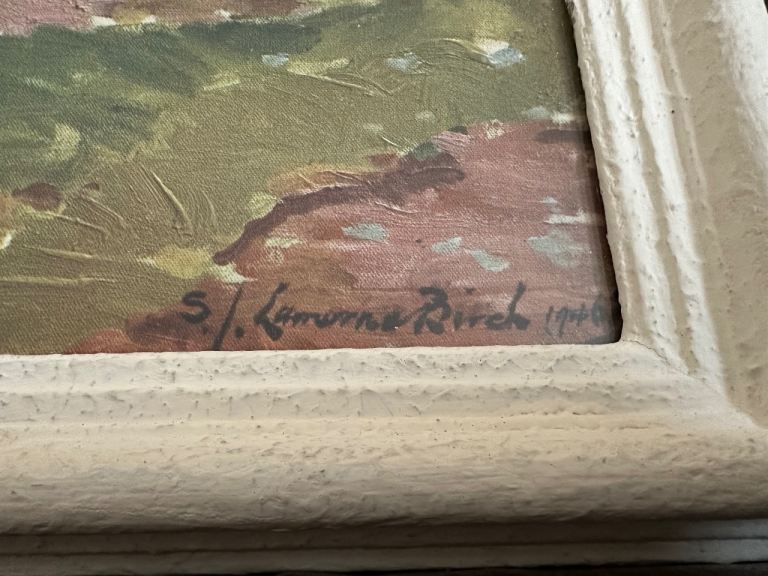 S. J. Lamorna Birch 1946